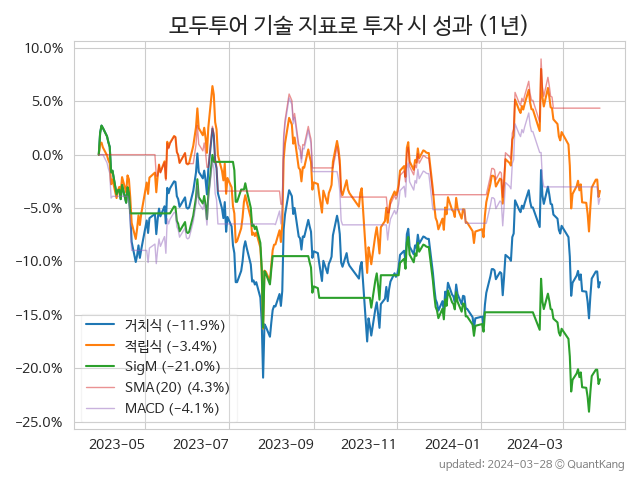 모두투어 기술 지표로 투자 시 성과 (1년)
10.0%
5.0%
0.0%
−5.0%
−10.0%
−15.0%
−20.0%
−25.0%
거치식 (−11.9%)
적립식 (−3.4%)
SigM (−21.0%)
SMA(20) (4.3%)
MACD (−4.1%)
2023−05 2023−07 2023−09 2023−11 2024−01 2024−03
updated: 2024−03−28 © QuantKang